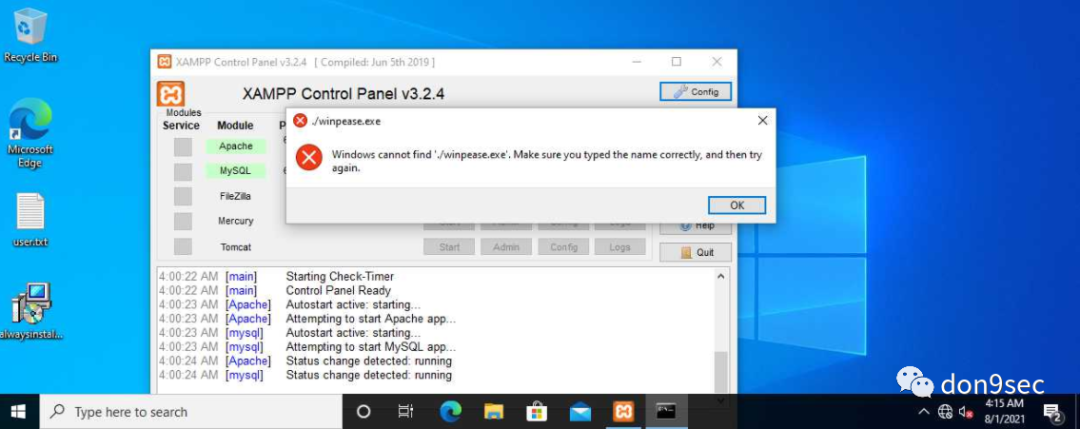 Recycle Bin
Microsoft
Edge
user.txt
alwaysinstal...
XAMPP Control Panel v3.2.4 [ Compiled: Jun 5th 2019 ]
XAMPP Control Panel v3.2.4
Config
Modules
Service Module
Apache
MySQL
FileZilla
Mercury
Tomcat Start Admin Config Logs
Help
Quit
./winpease.exe
Windows cannot find './winpease.exe'. Make sure you typed the name correctly, and then try
again.
OK
4:00:22 AM [main] Starting Check-Timer
4:00:22 AM [main] Control Panel Ready
4:00:23 AM [Apache] Autostart active: starting...
4:00:23 AM [Apache] Attempting to start Apache app...
4:00:23 AM [mysql] Autostart active: starting...
4:00:23 AM [mysql] Attempting to start MySQL app...
4:00:24 AM [Apache] Status change detected: running
4:00:24 AM [mysql] Status change detected: running
don9sec
Type here to search
4:15 AM
8/1/2021
2